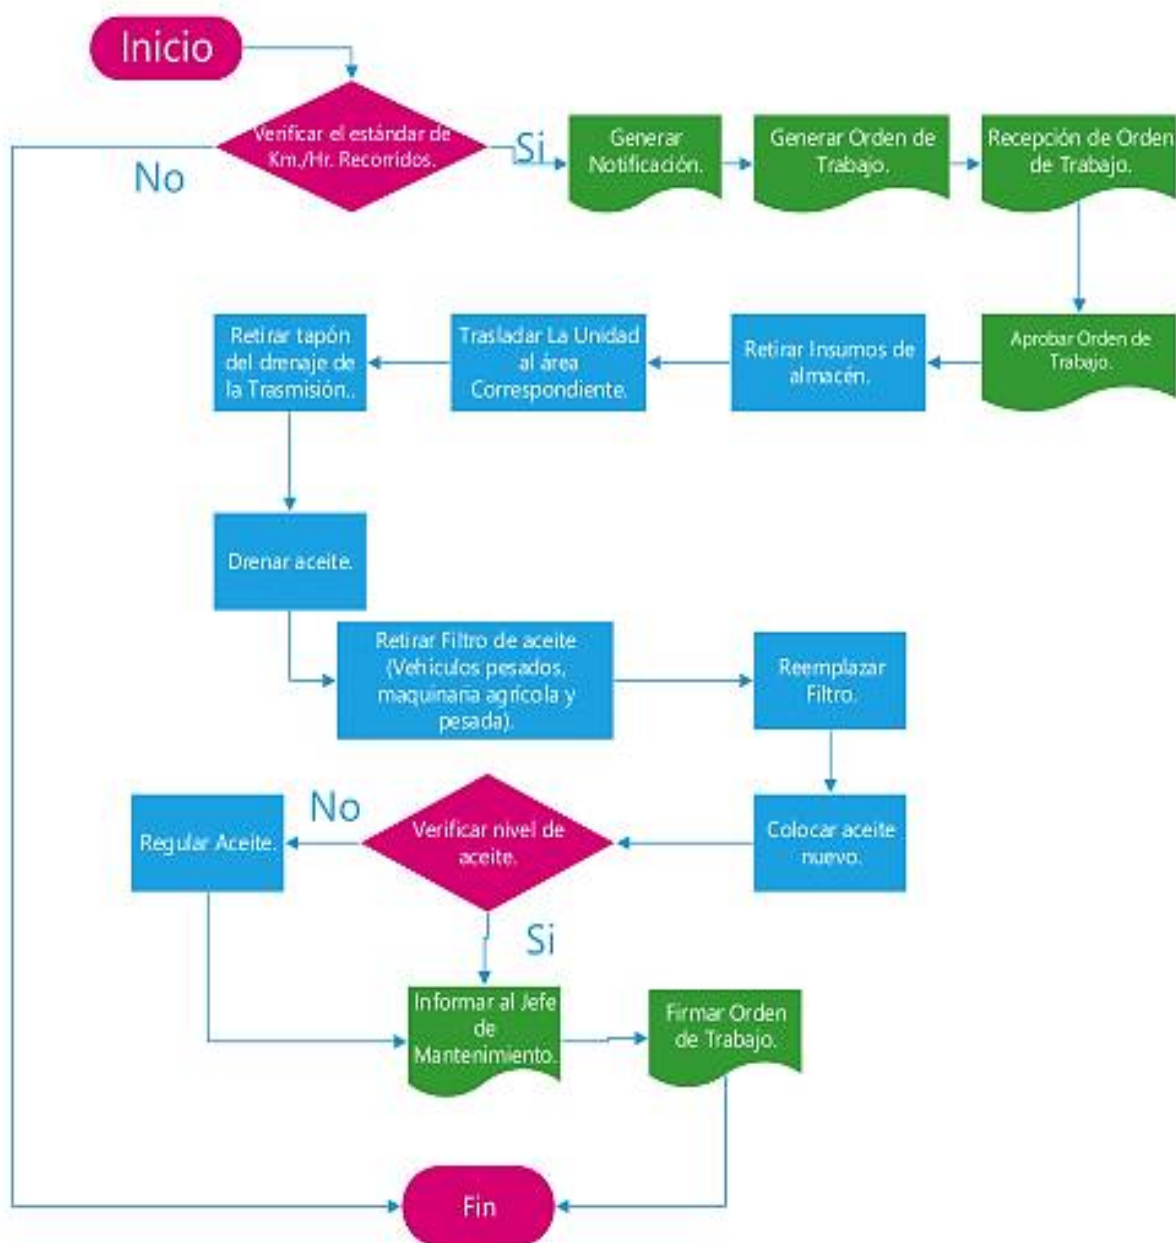 Inicio
Verificar el estándar de
Km./Hr. Recorridos.
No
Si
Generar
Notificación.
Generar Orden de
Trabajo.
Recepción de Orden
de Trabajo.
Retirar tapón
del drenaje de
la Trasmisión..
Trasladar La Unidad
al área
Correspondiente.
Retirar Insumos de
almacén.
Aprobar Orden de
Trabajo.
Drenar aceite.
Retirar Filtro de aceite
(Vehículos pesados,
maquinaria agrícola y
pesada).
Reemplazar
Filtro.
Regular Aceite.
No
Verificar nivel de
aceite.
Colocar aceite
nuevo.
Si
Informar al Jefe
de
Mantenimiento.
Firmar Orden
de Trabajo.
Fin